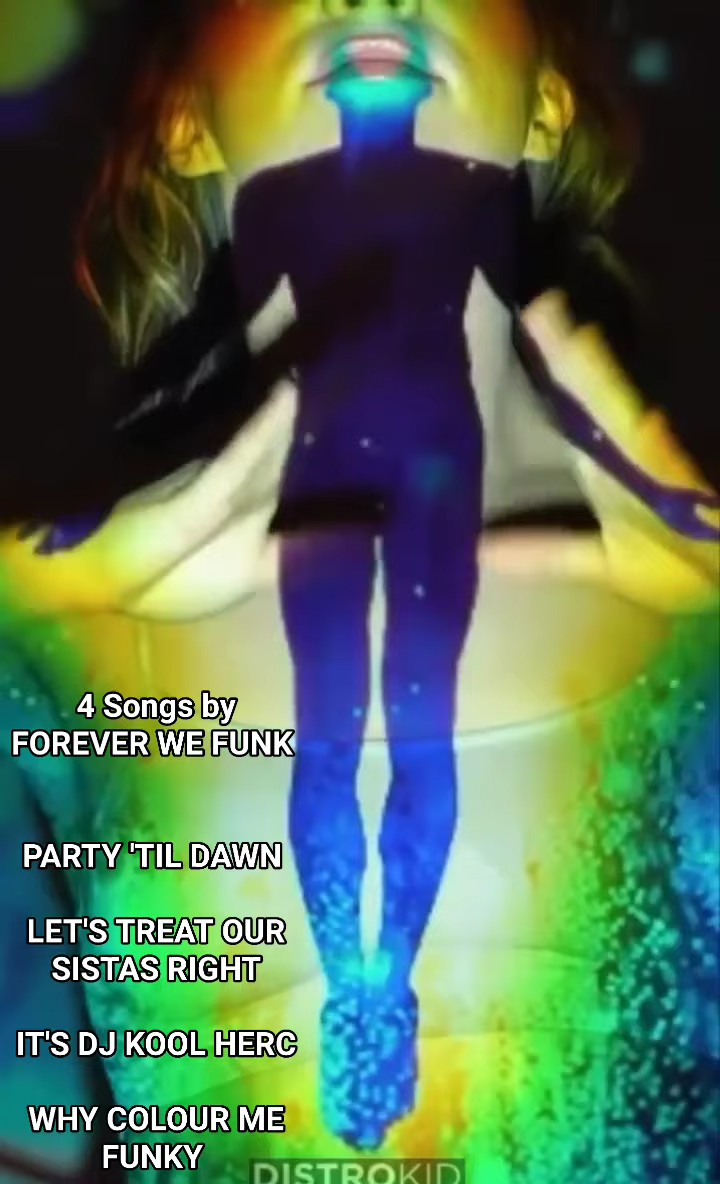 4 Songs by
FOREVER WE FUNK
PARTY 'TIL DAWN
LET'S TREAT OUR
SISTAS RIGHT
IT'S DJ KOOL HERC
WHY COLOUR ME
FUNKY
DISTROKID